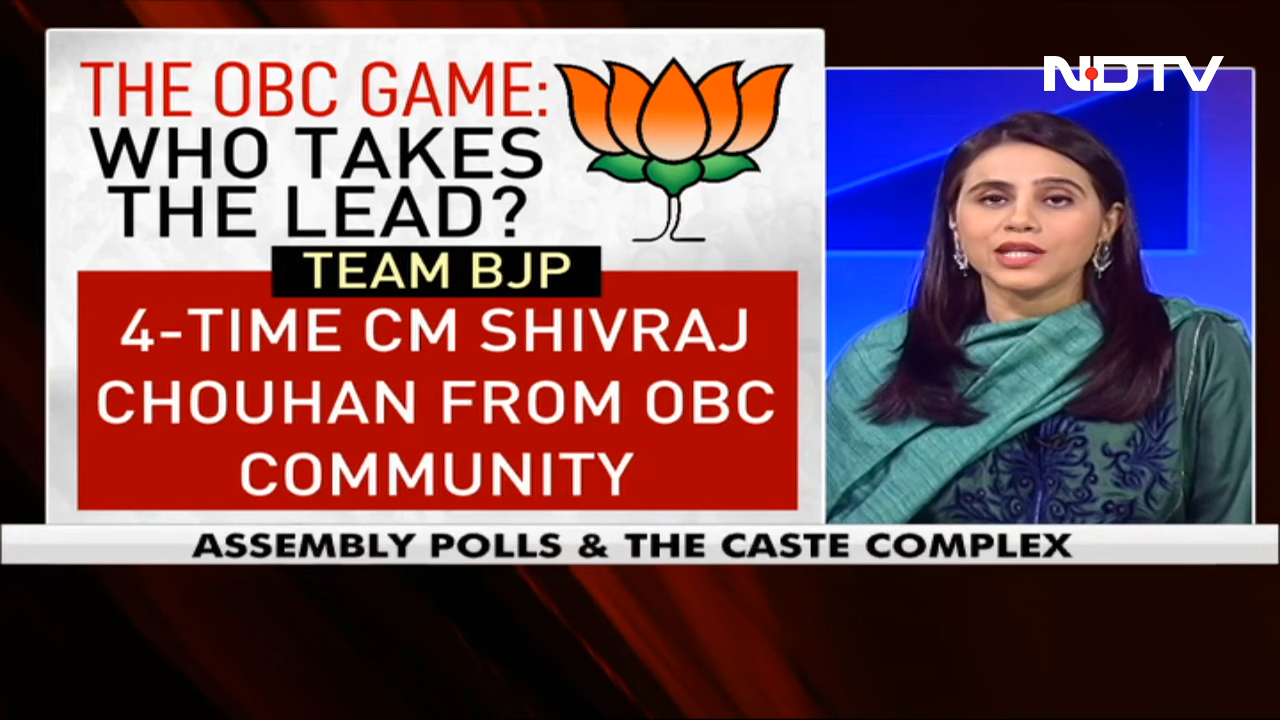 THE OBC GAME:
WHO TAKES
THE LEAD?
TEAM BJP
4-TIME CM SHIVRAJ
CHOUHAN FROM OBC
COMMUNITY
NDTV
ASSEMBLY POLLS & THE CASTE COMPLEX